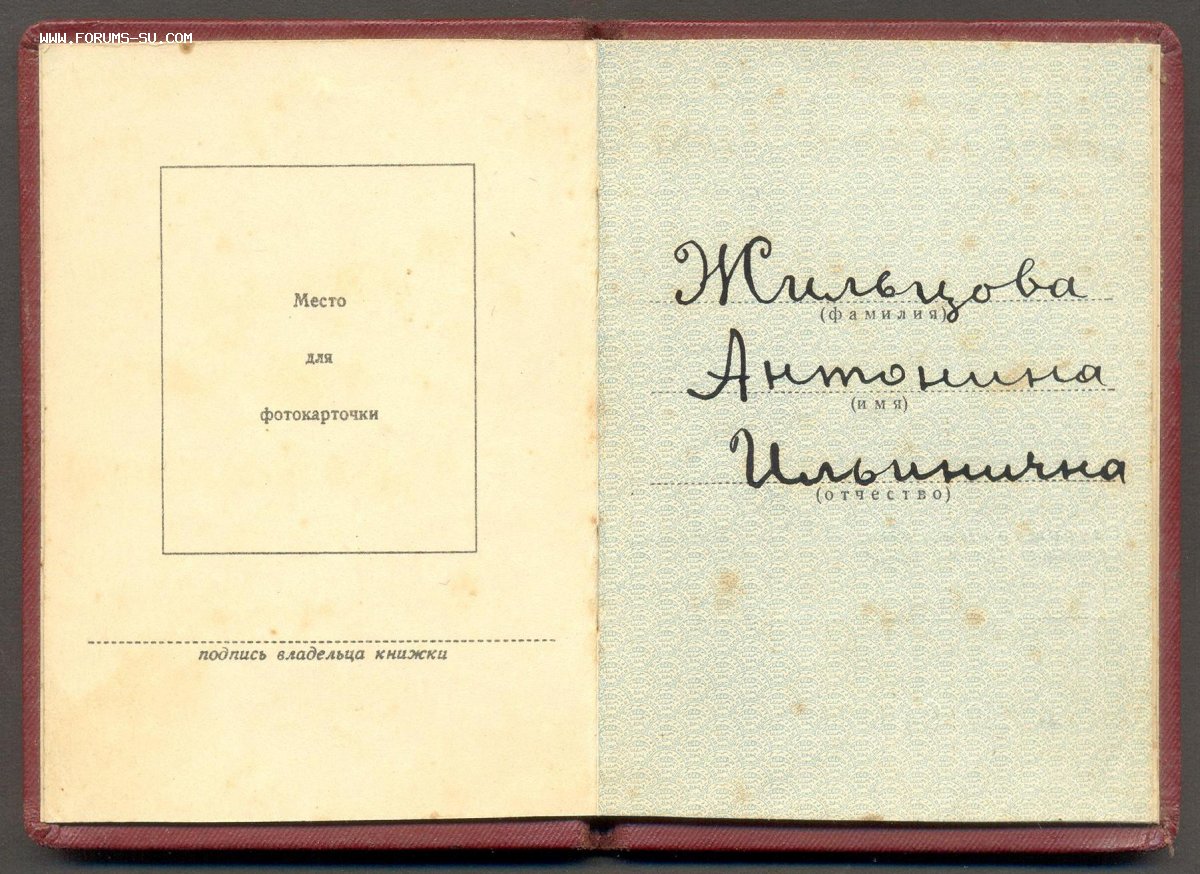 WWW.FORUMS-SU.COM
Место
для
фотокарточки
подпись владельца книжки
Жильцова
(фамилия)
Антонина
(имя)
Ильинична
(отчество)